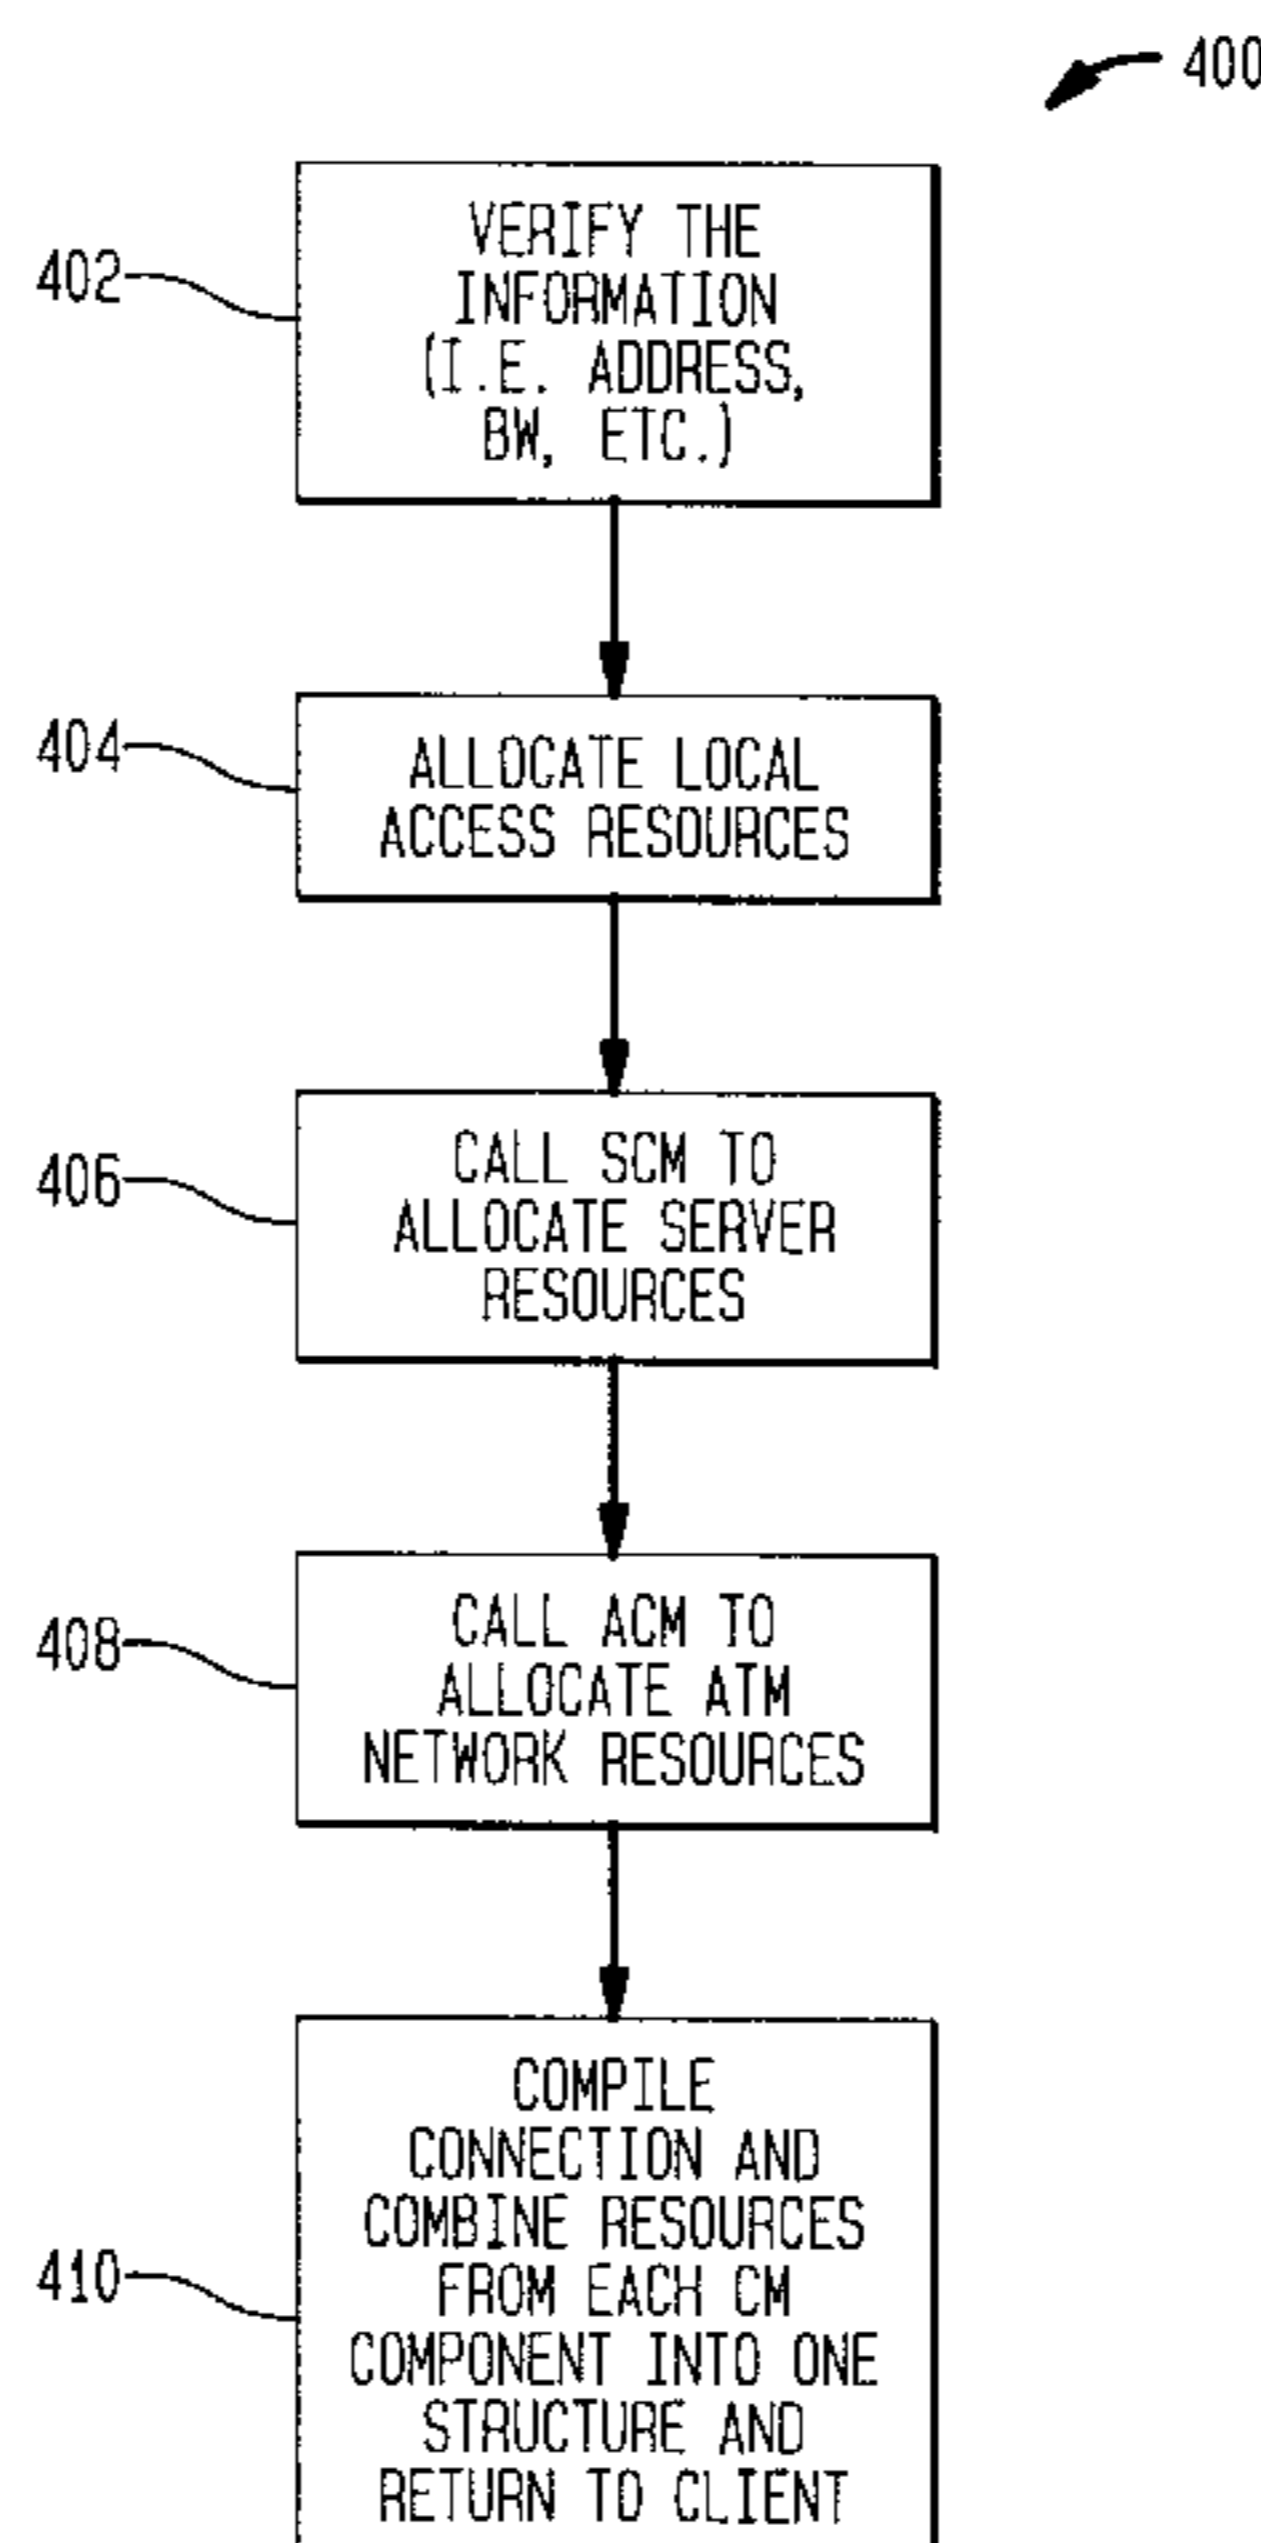 400
402
VERIFY THE
INFORMATION
(I.E. ADDRESS,
BW, ETC.)
404
ALLOCATE LOCAL
ACCESS RESOURCES
406
CALL SCM TO
ALLOCATE SERVER
RESOURCES
408
CALL ACM TO
ALLOCATE ATM
NETWORK RESOURCES
410
COMPILE
CONNECTION AND
COMBINE RESOURCES
FROM EACH CM
COMPONENT INTO ONE
STRUCTURE AND
RETURN TO CLIENT